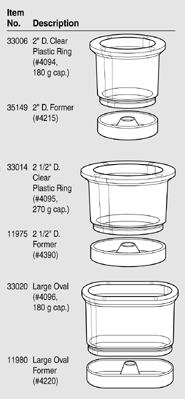 Item
No. Description
33006 2" D. Clear
Plastic Ring
(#4094,
180 g cap.)
35149 2" D. Former
(#4215)
33014 2 1/2" D.
Clear
Plastic Ring
(#4095,
270 g cap.)
11975 2 1/2" D.
Former
(#4390)
33020 Large Oval
(#4096,
180 g cap.)
11980 Large Oval
Former
(#4220)